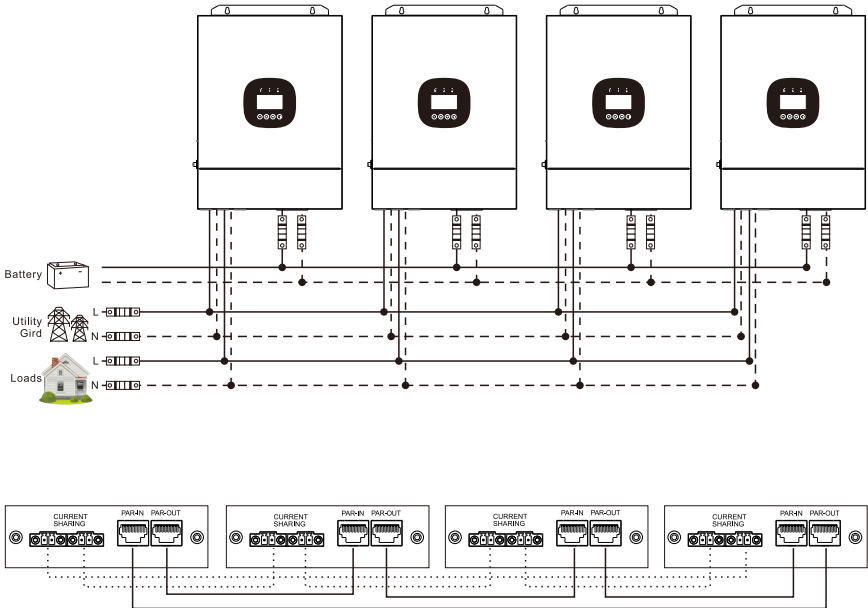 Battery
Utility
Gird
L
N
Loads
L
N
CURRENT
SHARING
PAR-IN PAR-OUT
CURRENT
SHARING
PAR-IN PAR-OUT
CURRENT
SHARING
PAR-IN PAR-OUT
CURRENT
SHARING
PAR-IN PAR-OUT